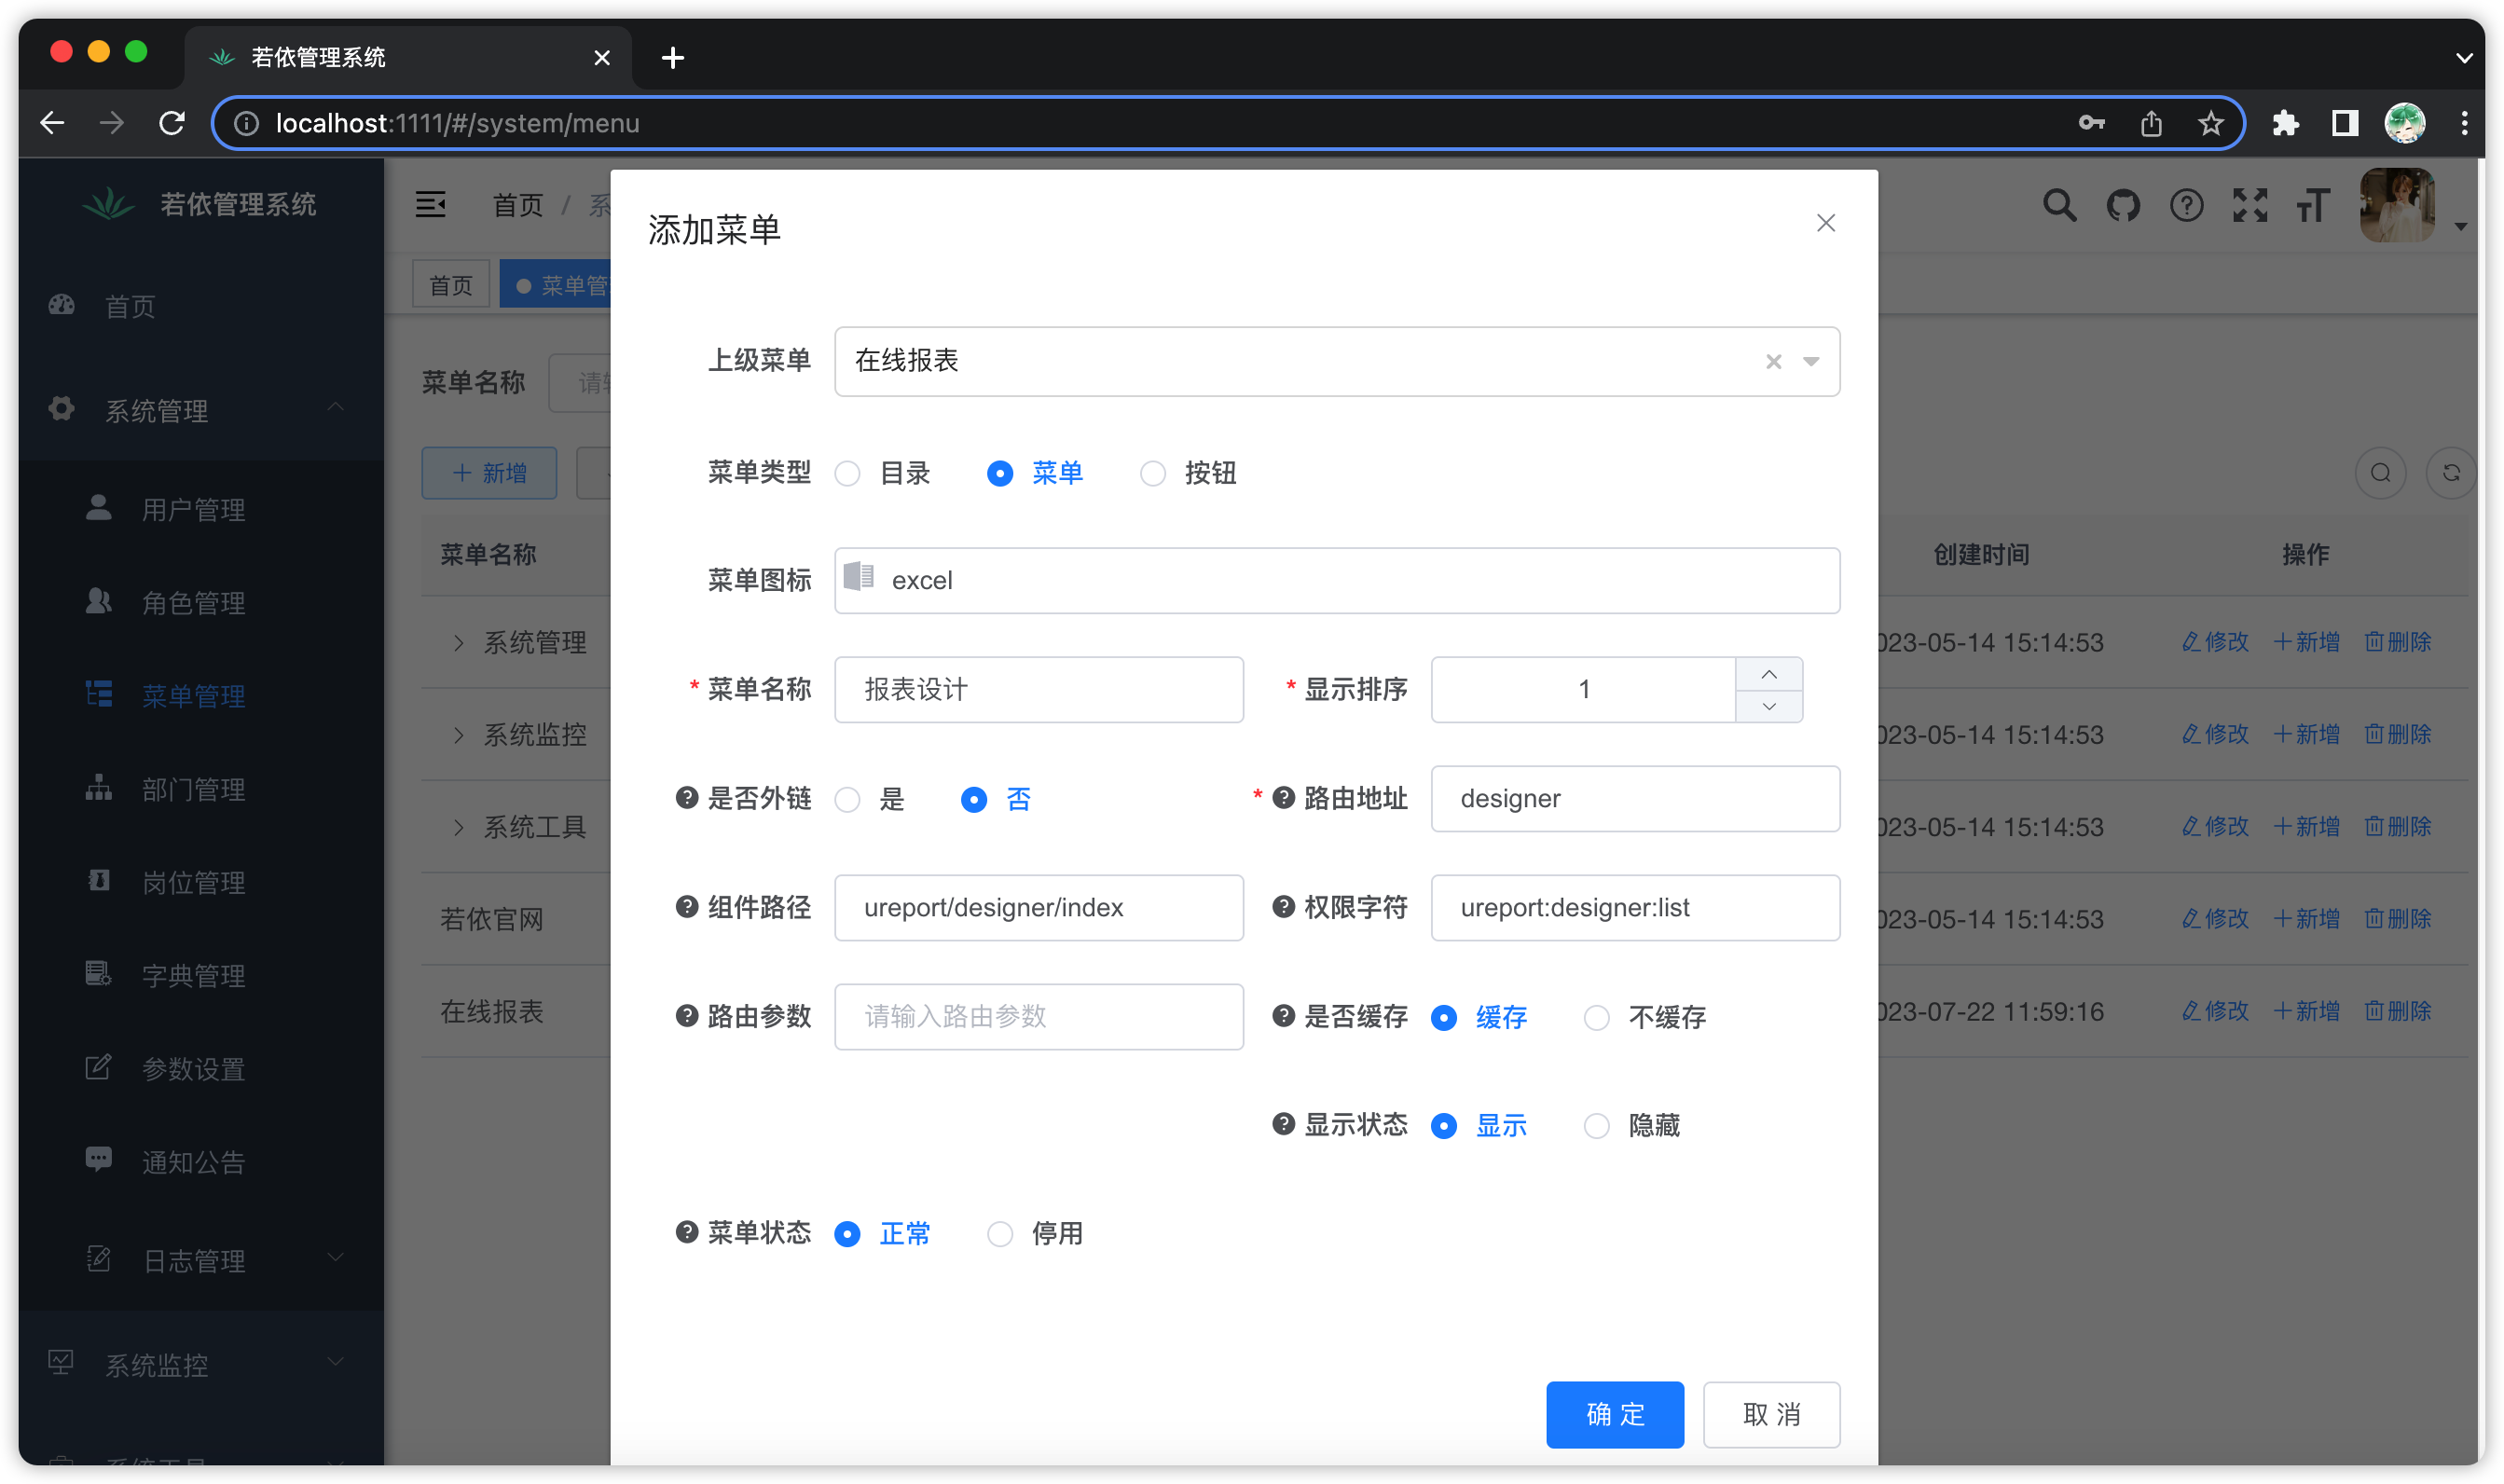 若依管理系统
localhost:1111/#/system/menu
若依管理系统
首页 / 系
首页
菜单管
首页
系统管理
用户管理
角色管理
菜单管理
部门管理
岗位管理
字典管理
参数设置
通知公告
日志管理
系统监控
系统工具
菜单名称
新增
菜单名称
创建时间
操作
系统管理
023-05-14 15:14:53
修改 新增 删除
系统监控
023-05-14 15:14:53
修改 新增 删除
系统工具
023-05-14 15:14:53
修改 新增 删除
若依官网
023-05-14 15:14:53
修改 新增 删除
在线报表
023-07-22 11:59:16
修改 新增 删除
添加菜单
上级菜单 在线报表
菜单类型 目录 菜单 按钮
菜单图标 excel
* 菜单名称 报表设计
* 显示排序 1
是否外链 是 否
* 路由地址 designer
组件路径 ureport/designer/index
权限字符 ureport:designer:list
路由参数 请输入路由参数
是否缓存 缓存 不缓存
显示状态 显示 隐藏
菜单状态 正常 停用
确 定
取 消